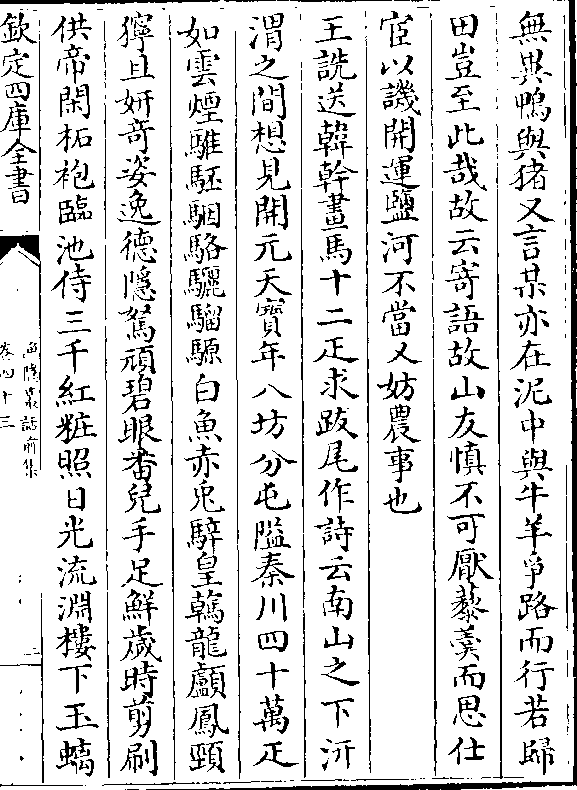 無異鴨與猪又言某亦在泥中與牛羊爭路而行若歸
田豈至此哉故云寄語故山友慎不可厭藜羹而思仕
宦以譏開運鹽河不當又妨農事也
王詵送韓幹畫馬十二疋求跋尾作詩云南山之下汧
渭之間想見開元天寶年八坊分屯隘秦川四十萬疋
如雲煙騅駓駰駱驪騮騵白魚赤兎騂皇䮧龍顱鳳頸
獰且妍奇姿逸德隱駑頑碧眼畨兒手足鮮歲時剪刷
供帝閑柘袍臨池侍三千紅粧照日光流淵樓下玉螭
欽定四庫全書
漁隱叢話前集
卷四十三
二